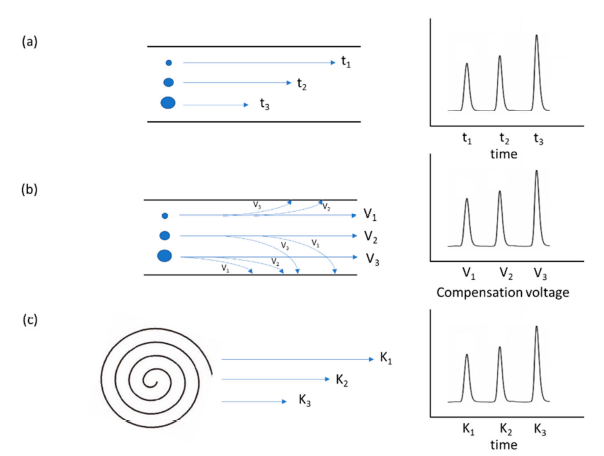 (a)
t₁
t₂
t₃
t₁ t₂ t₃
time
(b)
V₃ V₂
V₁
V₂
V₃ V₁
V₃
V₁ V₂
V₁ V₂ V₃
Compensation voltage
(c)
K₁
K₂
K₃
K₁ K₂ K₃
time